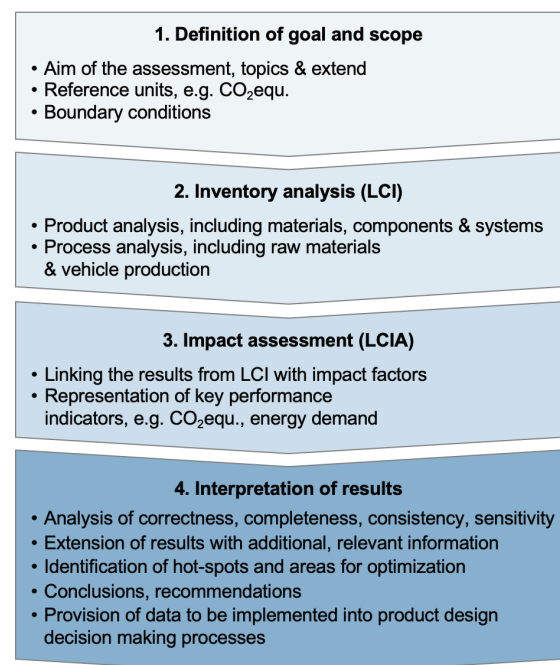 1. Definition of goal and scope
• Aim of the assessment, topics & extend
• Reference units, e.g. CO₂equ.
• Boundary conditions
2. Inventory analysis (LCI)
• Product analysis, including materials, components & systems
• Process analysis, including raw materials
& vehicle production
3. Impact assessment (LCIA)
• Linking the results from LCI with impact factors
• Representation of key performance
indicators, e.g. CO₂equ., energy demand
4. Interpretation of results
• Analysis of correctness, completeness, consistency, sensitivity
• Extension of results with additional, relevant information
• Identification of hot-spots and areas for optimization
• Conclusions, recommendations
• Provision of data to be implemented into product design
decision making processes